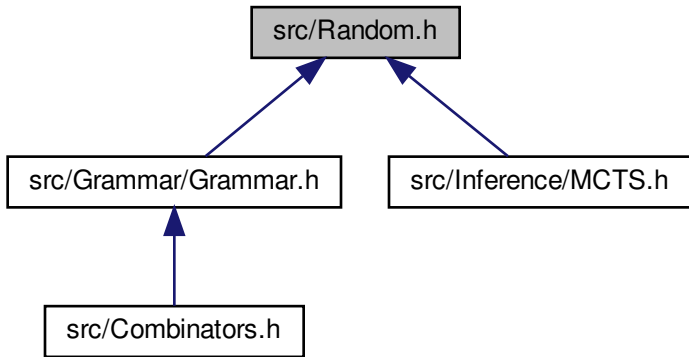 src/Random.h
src/Grammar/Grammar.h
src/Inference/MCTS.h
src/Combinators.h